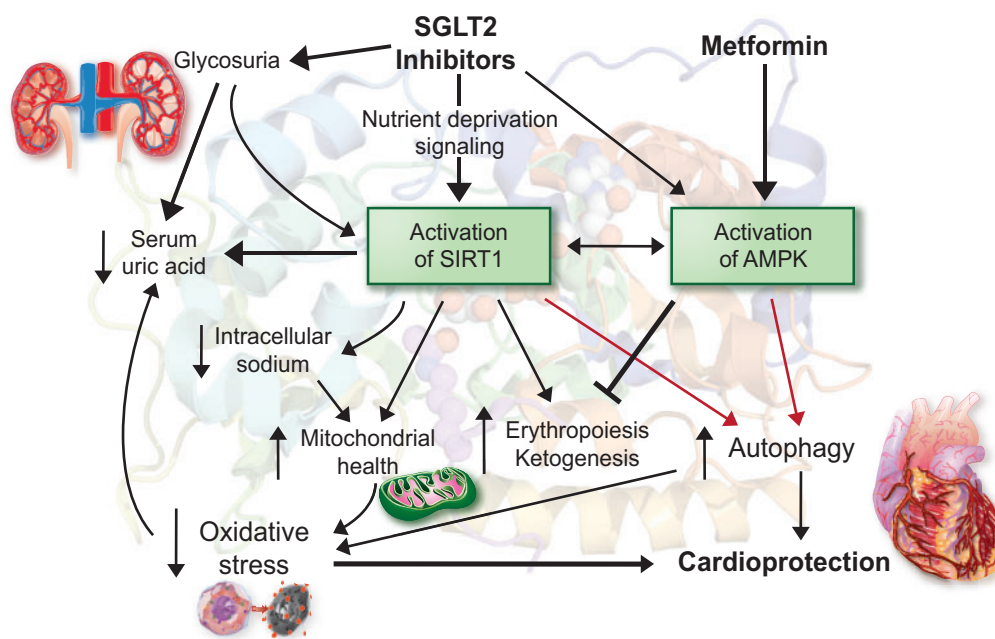 SGLT2
Inhibitors
Metformin
Glycosuria
Nutrient deprivation
signaling
Serum
uric acid
Activation
of SIRT1
Activation
of AMPK
Intracellular
sodium
Mitochondrial
health
Erythropoiesis
Ketogenesis
Autophagy
Oxidative
stress
Cardioprotection